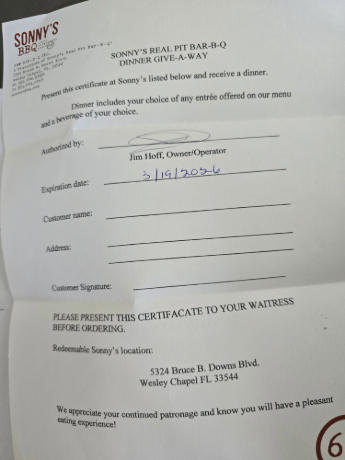 SONNY'S
BBQ
SONNY'S REAL PIT BAR-B-Q
DINNER GIVE-A-WAY
Present this certificate at Sonny's listed below and receive a dinner.
Dinner includes your choice of any entrée offered on our menu
and a beverage of your choice.
Authorized by:
Jim Hoff, Owner/Operator
Expiration date: 3/19/2026
Customer name:
Address:
Customer Signature:
PLEASE PRESENT THIS CERTIFACATE TO YOUR WAITRESS
BEFORE ORDERING.
Redeemable Sonny's location:
5324 Bruce B. Downs Blvd.
Wesley Chapel FL 33544
We appreciate your continued patronage and know you will have a pleasant
eating experience!
6